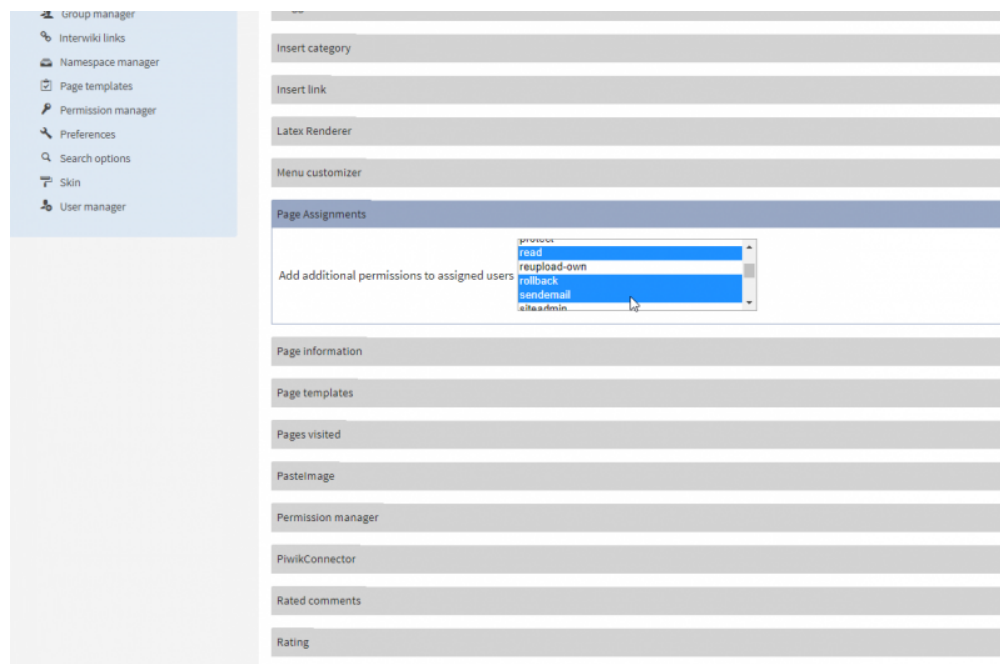 Group manager
Interwiki links
Namespace manager
Page templates
Permission manager
Preferences
Search options
Skin
User manager
Insert category
Insert link
Latex Renderer
Menu customizer
Page Assignments
Add additional permissions to assigned users
protect
read
reupload-own
rollback
sendemail
siteadmin
Page information
Page templates
Pages visited
PasteImage
Permission manager
PiwikConnector
Rated comments
Rating